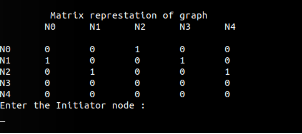 Matrix represtation of graph
N0 N1 N2 N3 N4
N0 0 0 1 0 0
N1 1 0 0 1 0
N2 0 1 0 0 1
N3 0 0 0 0 0
N4 0 0 0 0 0
Enter the Initiator node :
_